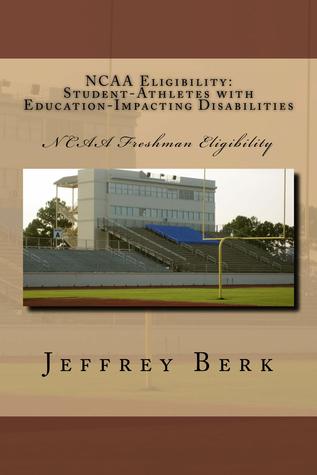 NCAA Eligibility:
Student-Athletes with
Education-Impacting Disabilities
NCAA Freshman Eligibility
Jeffrey Berk